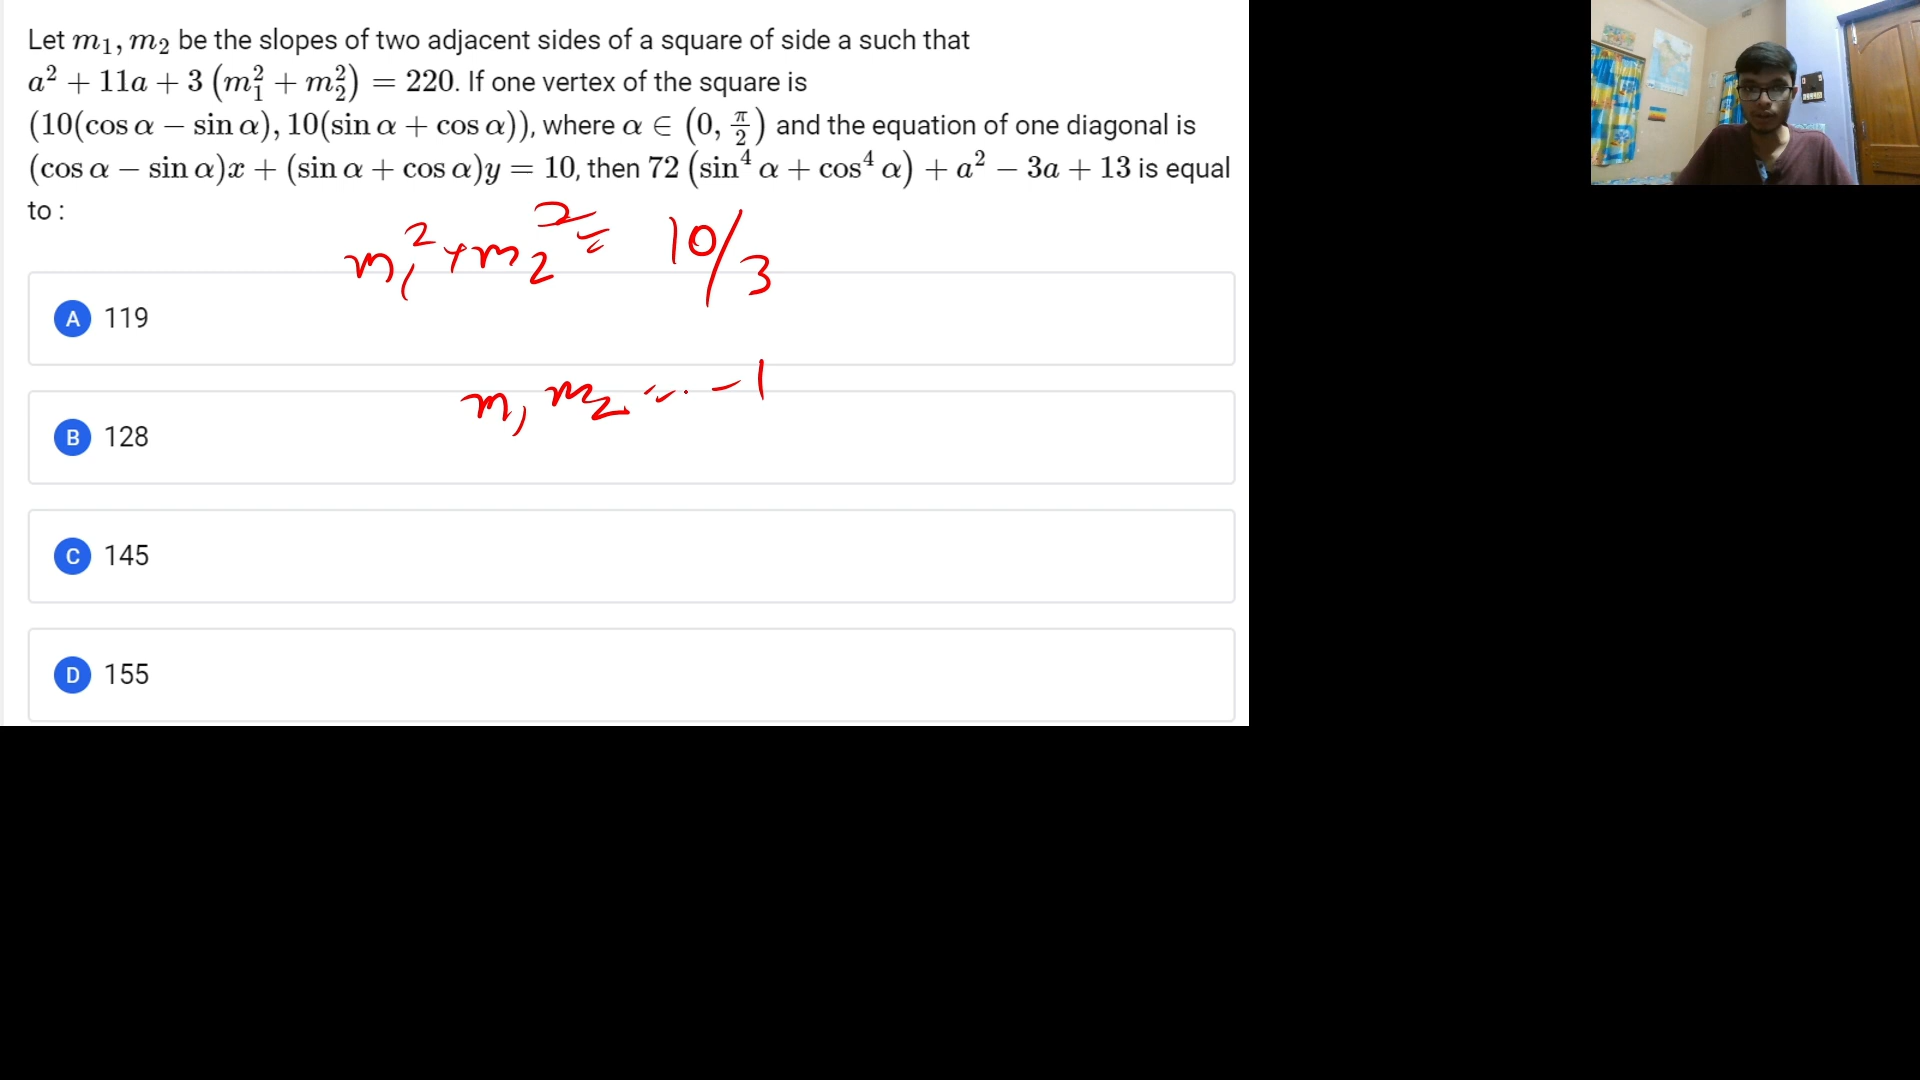 Let m₁, m₂ be the slopes of two adjacent sides of a square of side a such that
a² + 11a + 3 (m₁² + m₂²) = 220. If one vertex of the square is
(10(cos α − sin α), 10(sin α + cos α)), where α ∈ (0, π/2) and the equation of one diagonal is
(cos α − sin α)x + (sin α + cos α)y = 10, then 72 (sin⁴ α + cos⁴ α) + a² − 3a + 13 is equal
to :
m₁² + m₂² = 10/3
A 119
m₁ m₂ = -1
B 128
C 145
D 155